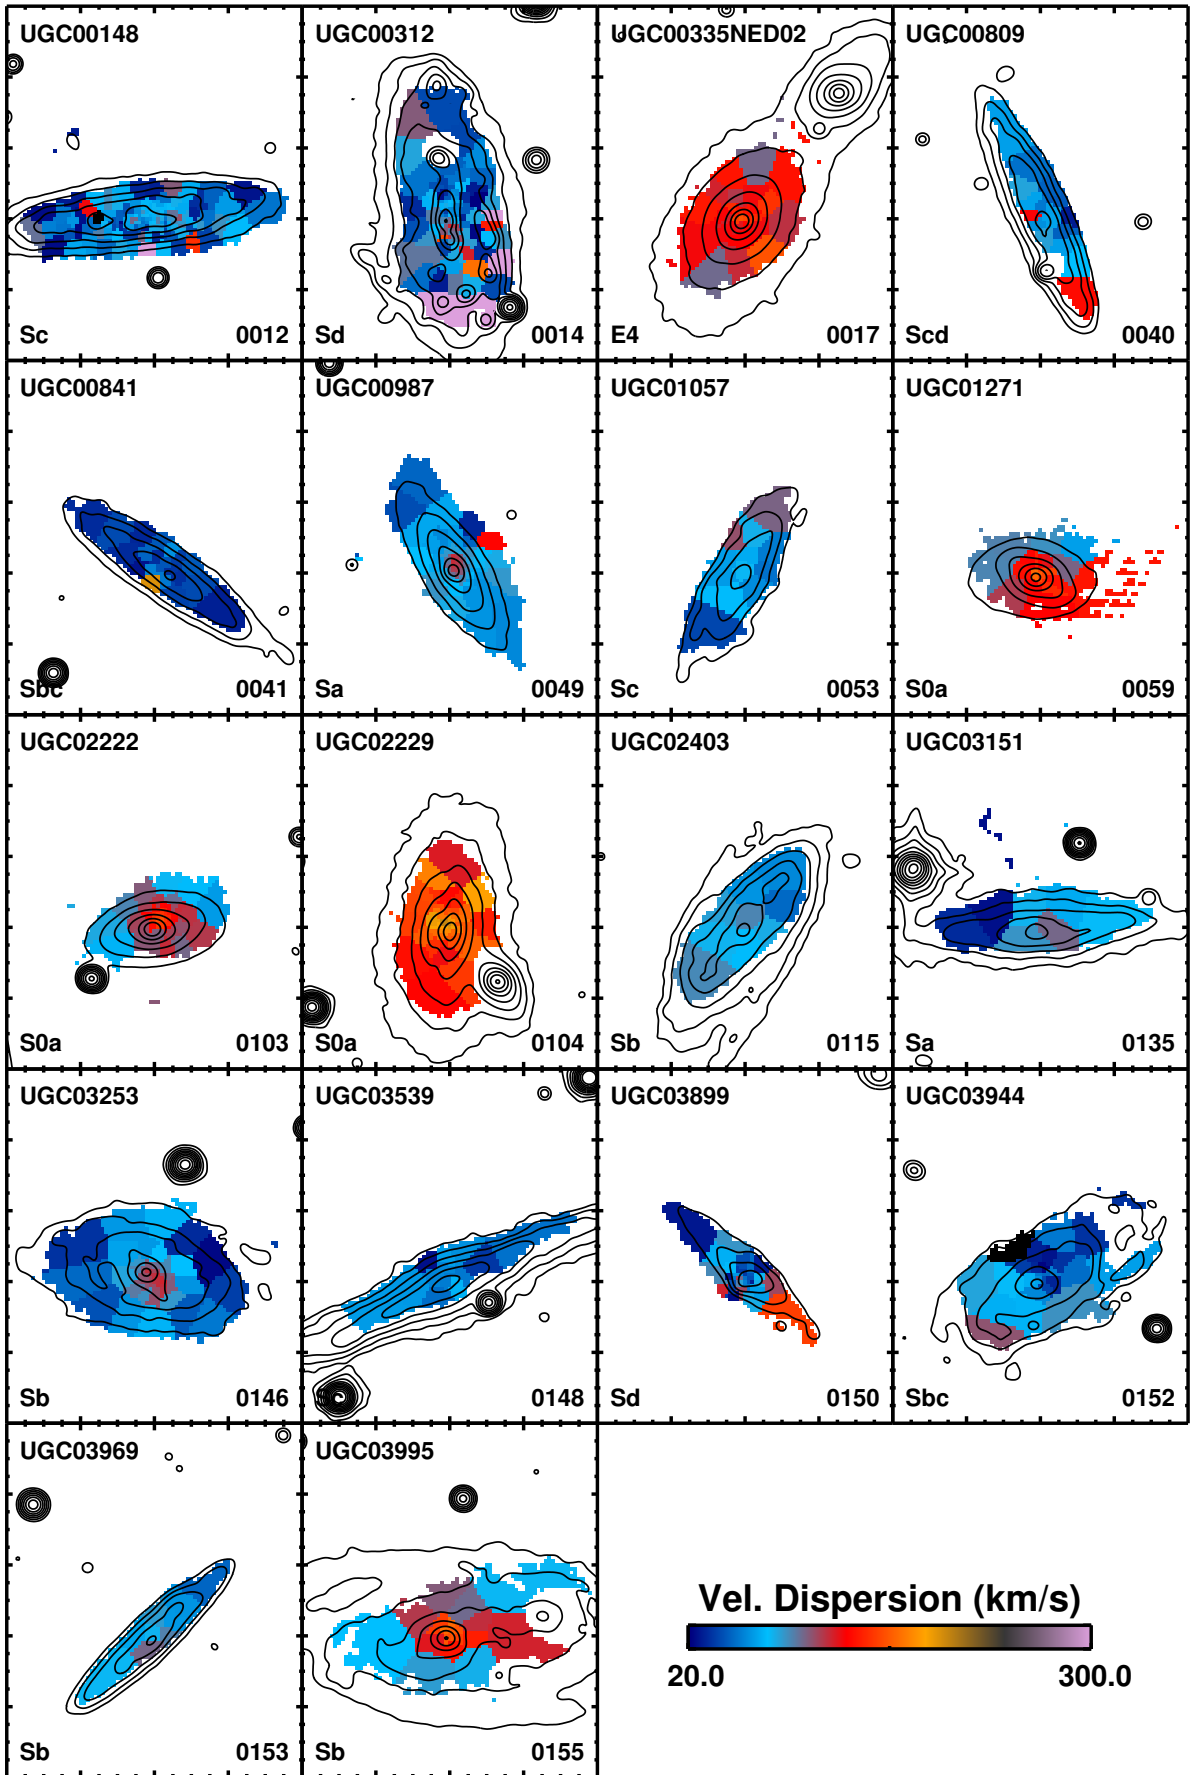 UGC00148
Sc 0012
UGC00312
Sd 0014
UGC00335NED02
E4 0017
UGC00809
Scd 0040
UGC00841
Sbc 0041
UGC00987
Sa 0049
UGC01057
Sc 0053
UGC01271
S0a 0059
UGC02222
S0a 0103
UGC02229
S0a 0104
UGC02403
Sb 0115
UGC03151
Sa 0135
UGC03253
Sb 0146
UGC03539
0148
UGC03899
Sd 0150
UGC03944
Sbc 0152
UGC03969
Sb 0153
UGC03995
Sb 0155
Vel. Dispersion (km/s)
20.0 300.0